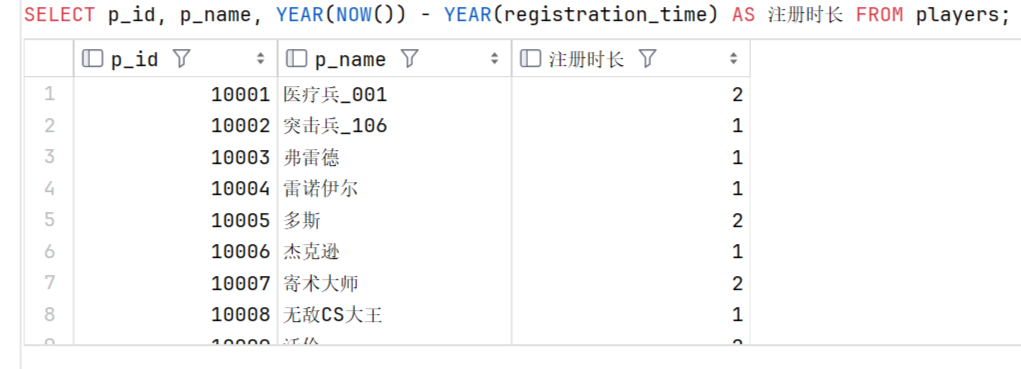 SELECT p_id, p_name, YEAR(NOW()) - YEAR(registration_time) AS 注册时长 FROM players;
p_id p_name 注册时长
1 10001 医疗兵_001 2
2 10002 突击兵_106 1
3 10003 弗雷德 1
4 10004 雷诺伊尔 1
5 10005 多斯 2
6 10006 杰克逊 1
7 10007 寄术大师 2
8 10008 无敌CS大王 1